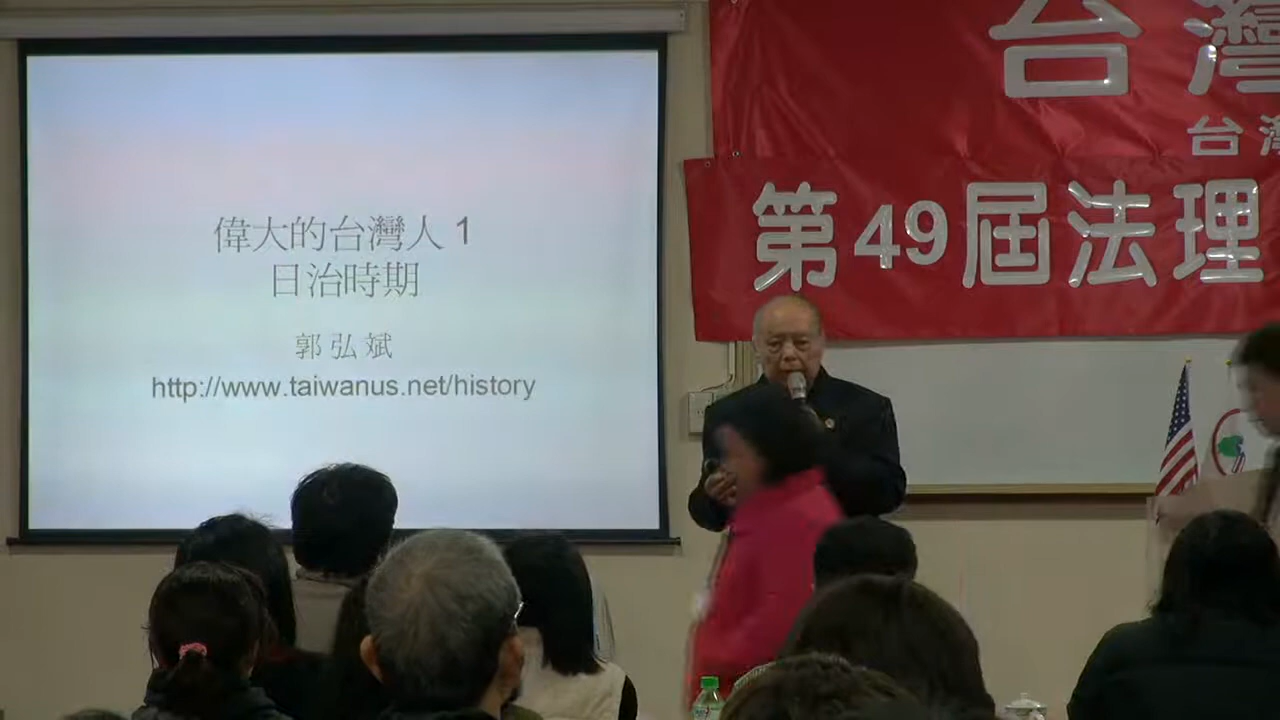 偉大的台灣人 1
日治時期
郭弘斌
http://www.taiwanus.net/history
台灣
台灣
第49屆法理